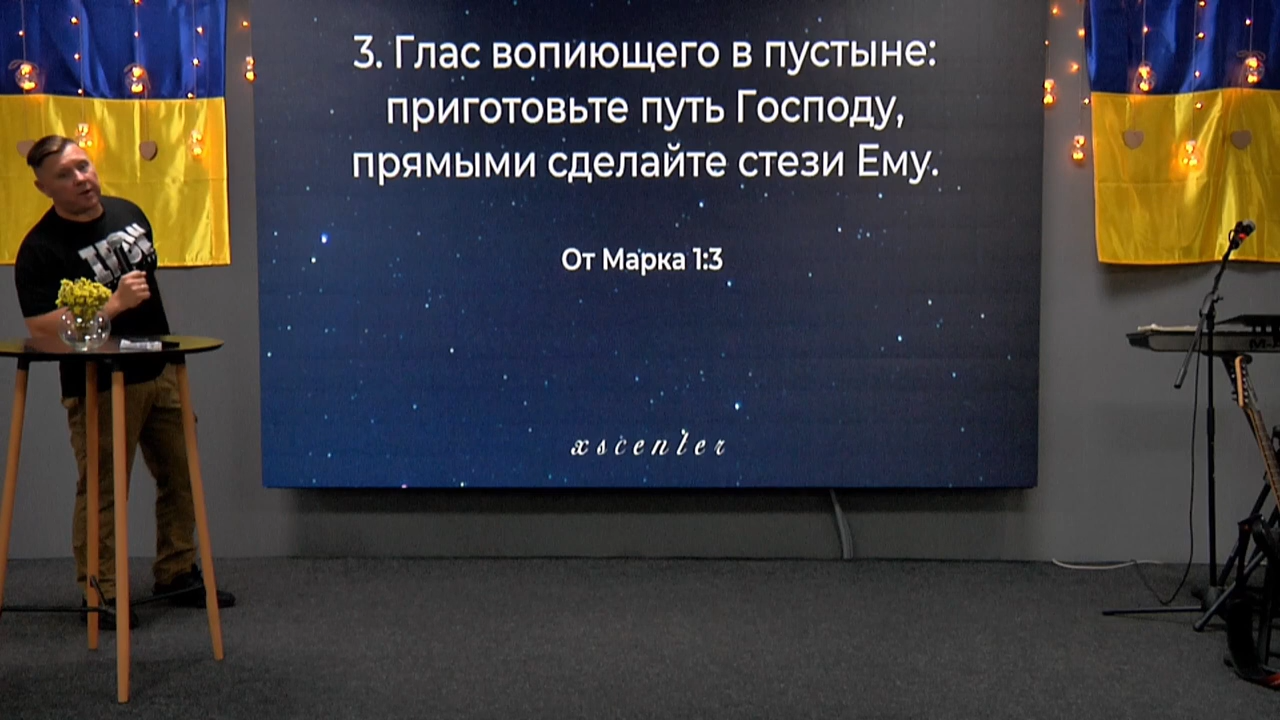 3. Глас вопиющего в пустыне:
приготовьте путь Господу,
прямыми сделайте стези Ему.
От Марка 1:3
xscenter